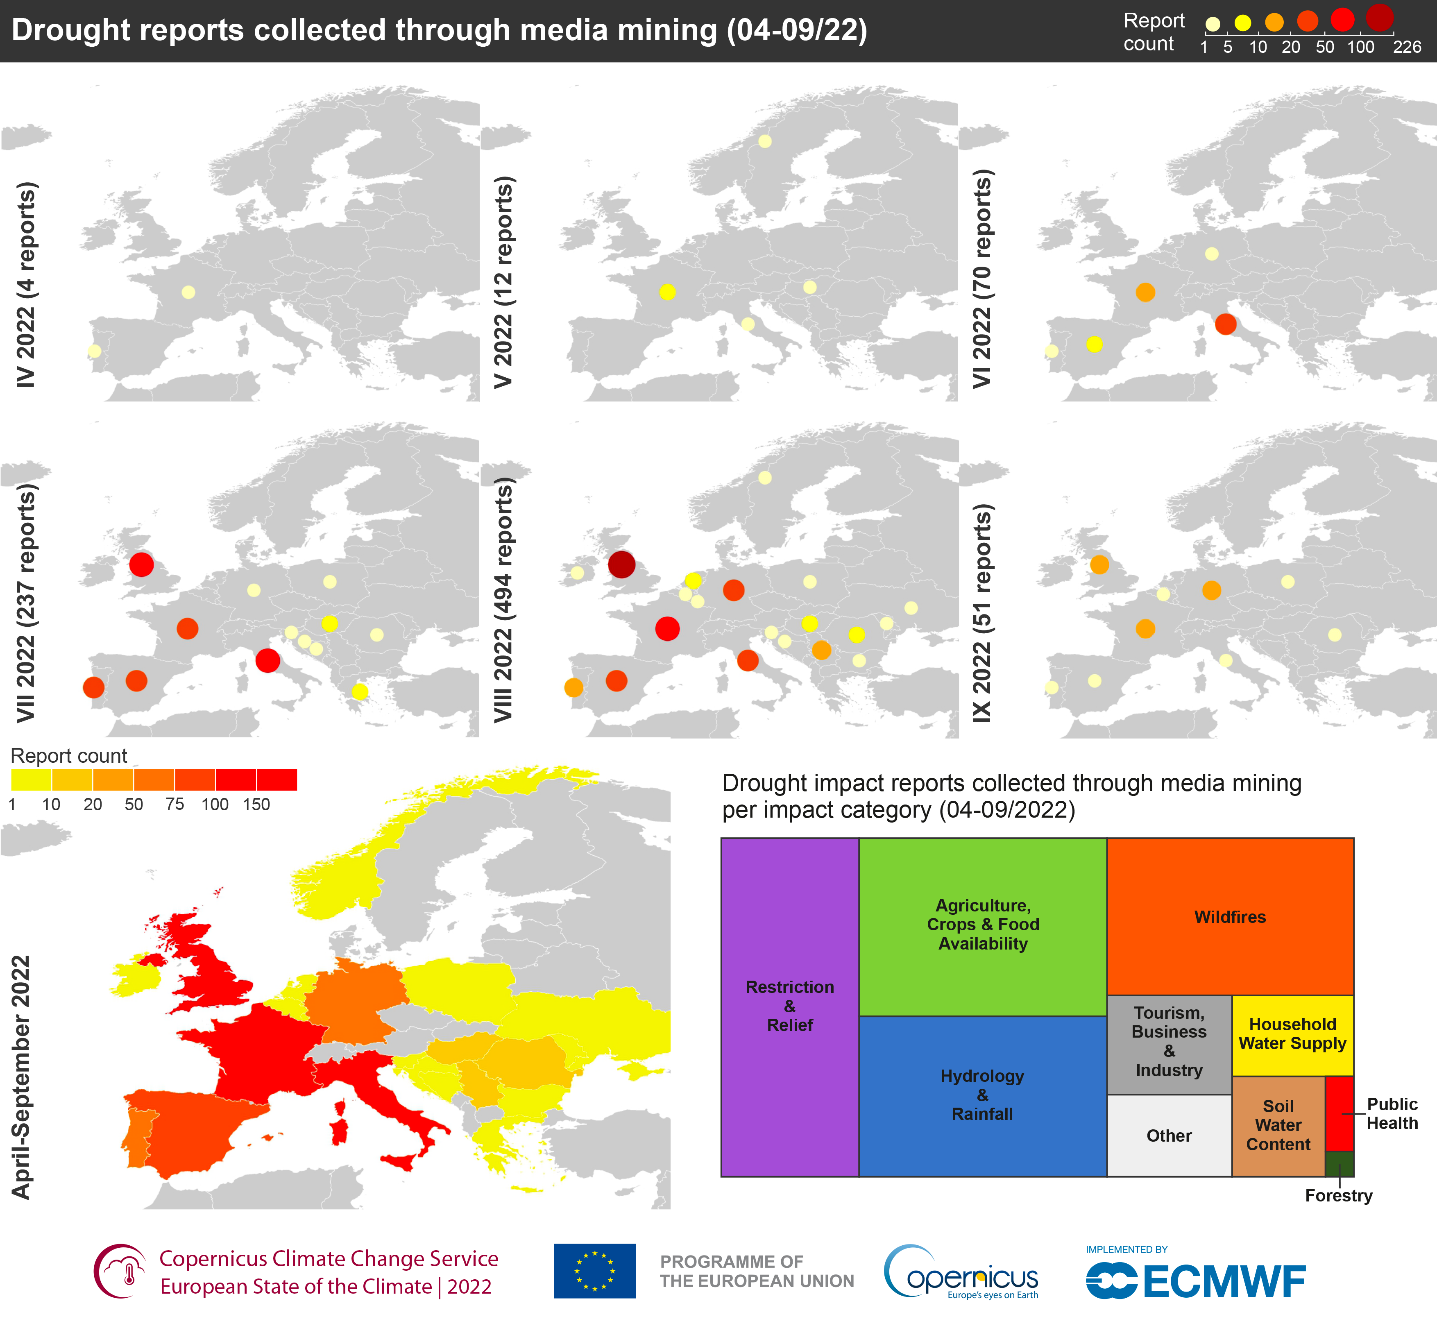 Drought reports collected through media mining (04-09/22)
Report
count
1 5 10 20 50 100 226
IV 2022 (4 reports)
V 2022 (12 reports)
VI 2022 (70 reports)
VII 2022 (237 reports)
VIII 2022 (494 reports)
IX 2022 (51 reports)
Report count
1 10 20 50 75 100 150
April-September 2022
Drought impact reports collected through media mining
per impact category (04-09/2022)
Restriction
&
Relief
Agriculture,
Crops & Food
Availability
Hydrology
&
Rainfall
Wildfires
Tourism,
Business
&
Industry
Household
Water Supply
Other
Soil
Water
Content
Public
Health
Forestry
Copernicus Climate Change Service
European State of the Climate | 2022
PROGRAMME OF
THE EUROPEAN UNION
opernicus
Europe's eyes on Earth
IMPLEMENTED BY
ECMWF